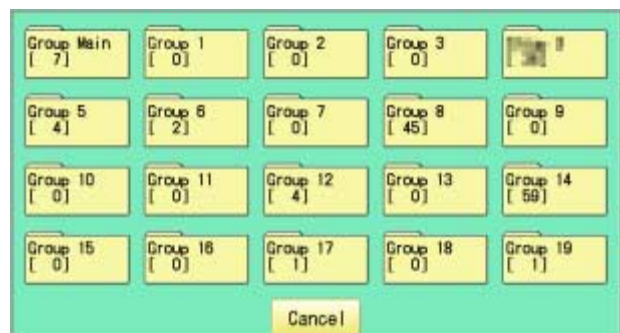 Group Main
[ 7]
Group 1
[ 0]
Group 2
[ 0]
Group 3
[ 0]
Group 5
[ 4]
Group 6
[ 2]
Group 7
[ 0]
Group 8
[ 45]
Group 9
[ 0]
Group 10
[ 0]
Group 11
[ 0]
Group 12
[ 4]
Group 13
[ 0]
Group 14
[ 59]
Group 15
[ 0]
Group 16
[ 0]
Group 17
[ 1]
Group 18
[ 0]
Group 19
[ 1]
Cancel